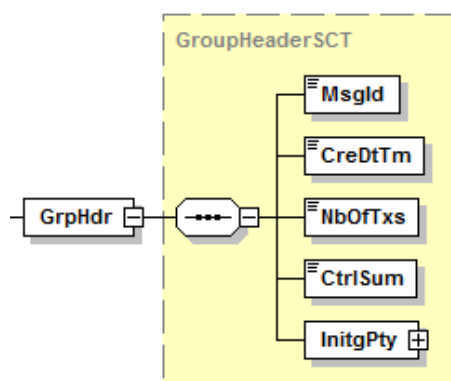 GroupHeaderSCT
MsgId
CreDtTm
GrpHdr
NbOfTxs
CtrlSum
InitgPty